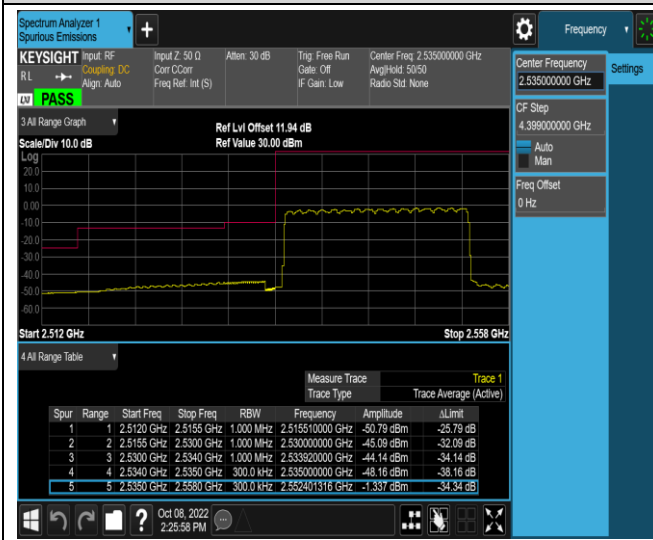 Spectrum Analyzer 1
Spurious Emissions
Frequency
KEYSIGHT Input: RF Input Z: 50 Ω Atten: 30 dB Trig: Free Run Center Freq: 2.535000000 GHz
RL Coupling: DC Corr CCorr Gate: Off Avg|Hold: 50/50
Align: Auto Freq Ref: Int (S) IF Gain: Low Radio Std: None
LXI PASS
Center Frequency
2.535000000 GHz
Settings
CF Step
4.399000000 GHz
Auto
Man
Freq Offset
0 Hz
3 All Range Graph
Ref Lvl Offset 11.94 dB
Scale/Div 10.0 dB Ref Value 30.00 dBm
Log
20.0
10.0
0.00
-10.0
-20.0
-30.0
-40.0
-50.0
-60.0
Start 2.512 GHz Stop 2.558 GHz
4 All Range Table
Measure Trace Trace 1
Trace Type Trace Average (Active)
Spur Range Start Freq Stop Freq RBW Frequency Amplitude ΔLimit
1 1 2.5120 GHz 2.5155 GHz 1.000 MHz 2.515510000 GHz -50.79 dBm -25.79 dB
2 2 2.5155 GHz 2.5300 GHz 1.000 MHz 2.530000000 GHz -45.09 dBm -32.09 dB
3 3 2.5300 GHz 2.5340 GHz 1.000 MHz 2.533920000 GHz -44.14 dBm -34.14 dB
4 4 2.5340 GHz 2.5350 GHz 300.0 kHz 2.535000000 GHz -48.16 dBm -38.16 dB
5 5 2.5350 GHz 2.5580 GHz 300.0 kHz 2.552401316 GHz -1.337 dBm -34.34 dB
Oct 08, 2022
2:25:58 PM